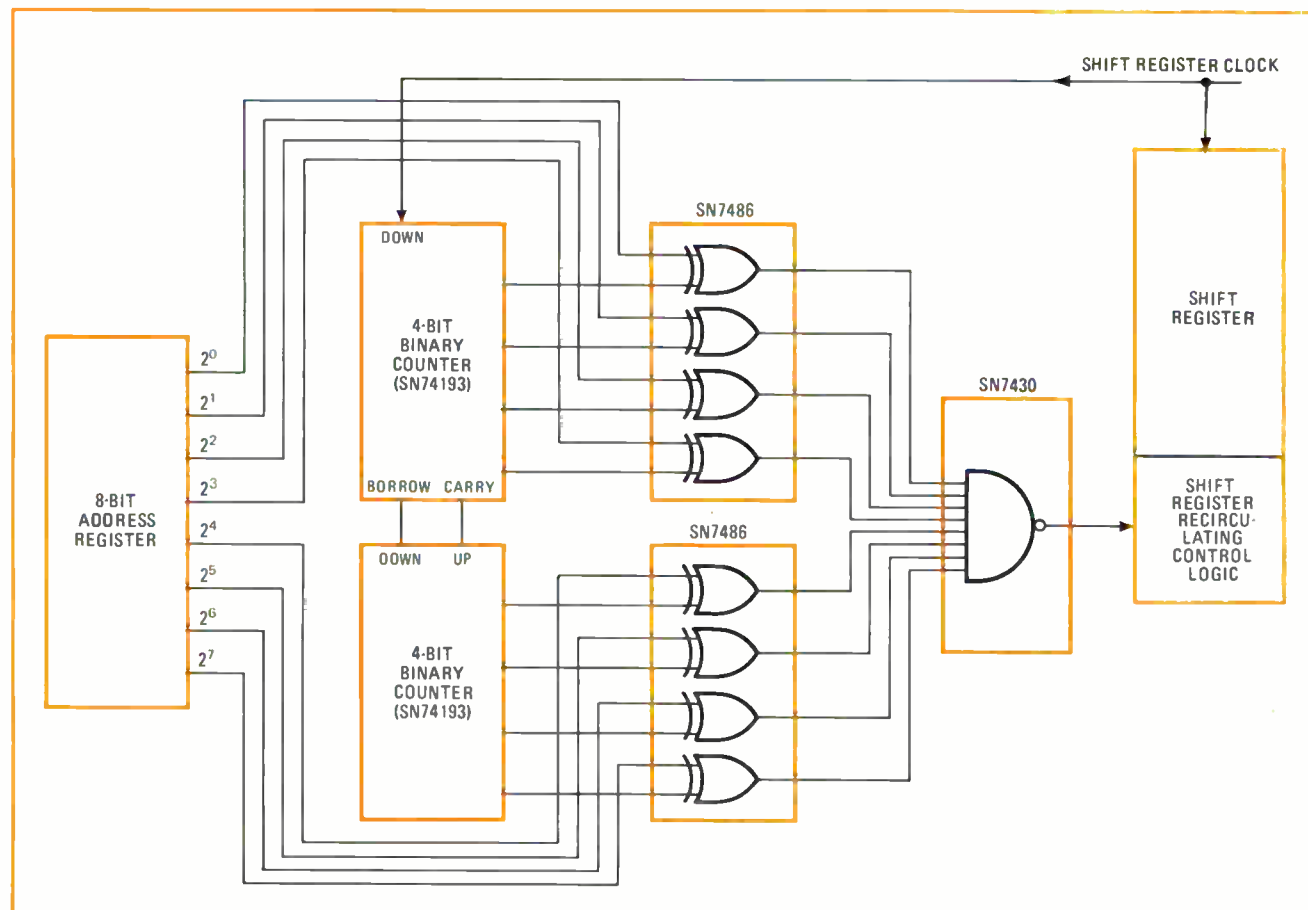 SHIFT REGISTER CLOCK
SN7486
DOWN
4-BIT
BINARY
COUNTER
(SN74193)
BORROW CARRY
SHIFT
REGISTER
SN7430
8-BIT
ADDRESS
REGISTER
2⁰
2¹
2²
2³
2⁴
2⁵
2⁶
2⁷
DOWN UP
4-BIT
BINARY
COUNTER
(SN74193)
SN7486
SHIFT
REGISTER
RECIRCU-
LATING
CONTROL
LOGIC